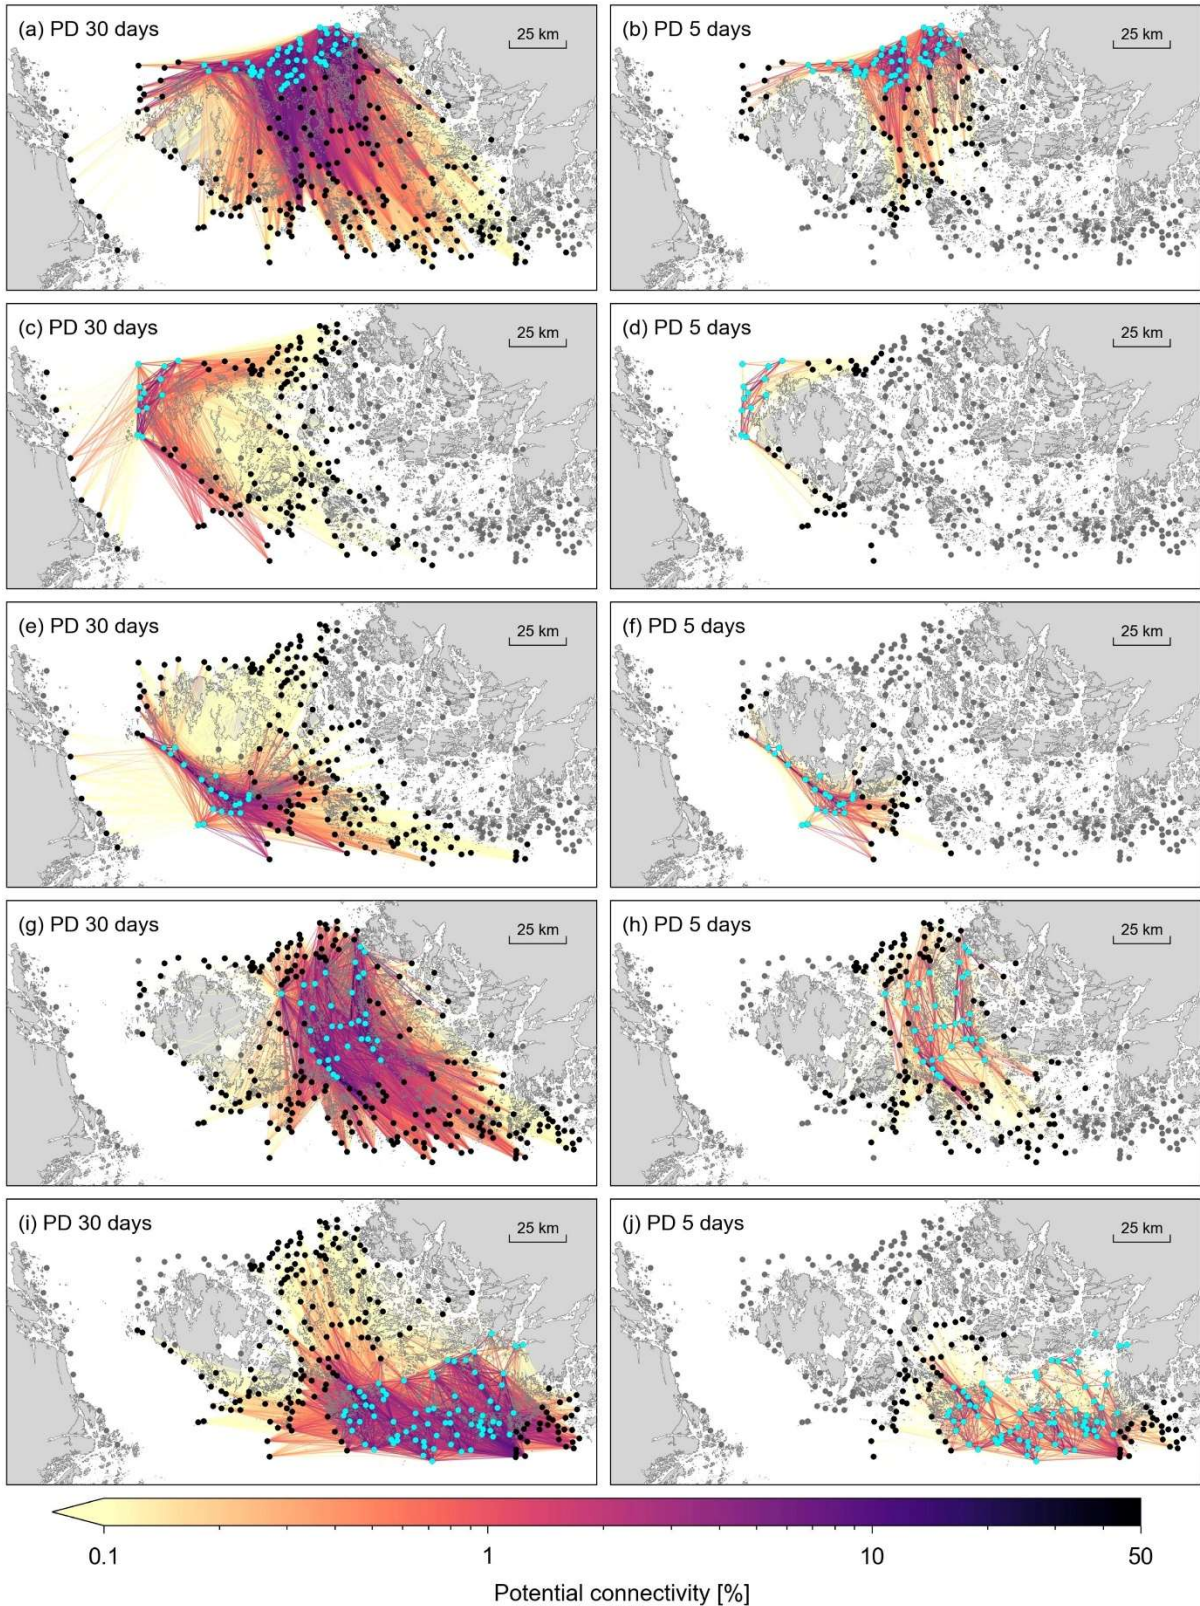 (a) PD 30 days
25 km
(b) PD 5 days
25 km
(c) PD 30 days
25 km
(d) PD 5 days
25 km
(e) PD 30 days
25 km
(f) PD 5 days
25 km
(g) PD 30 days
25 km
(h) PD 5 days
25 km
(i) PD 30 days
25 km
(j) PD 5 days
25 km
0.1 1 10 50
Potential connectivity [%]